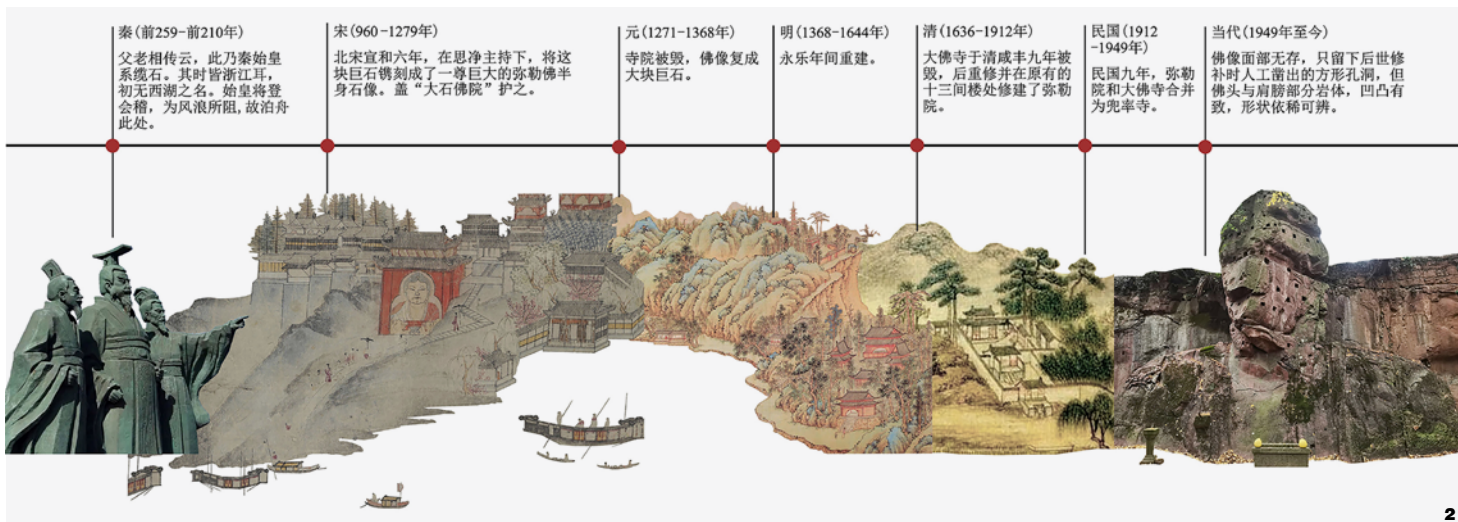 秦(前259-前210年)
父老相传云，此乃秦始皇
系缆石。其时皆浙江耳，
初无西湖之名。始皇将登
会稽，为风浪所阻，故泊舟
此处。
宋(960-1279年)
北宋宣和六年，在思净主持下，将这
块巨石镌刻成了一尊巨大的弥勒佛半
身石像。盖“大石佛院”护之。
元(1271-1368年)
寺院被毁，佛像复成
大块巨石。
明(1368-1644年)
永乐年间重建。
清(1636-1912年)
大佛寺于清咸丰九年被
毁，后重修并在原有的
十三间楼处修建了弥勒
院。
民国(1912
-1949年)
民国九年，弥勒
院和大佛寺合并
为兜率寺。
当代(1949年至今)
佛像面部无存，只留下后世修
补时人工凿出的方形孔洞，但
佛头与肩膀部分岩体，凹凸有
致，形状依稀可辨。
2